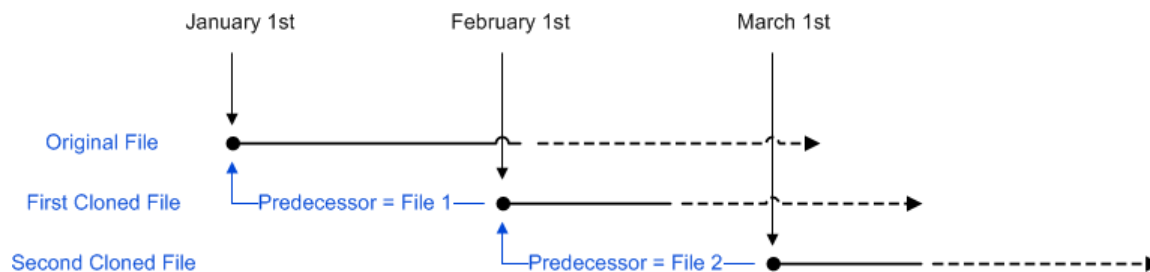 January 1st February 1st March 1st
Original File
First Cloned File Predecessor = File 1
Second Cloned File Predecessor = File 2